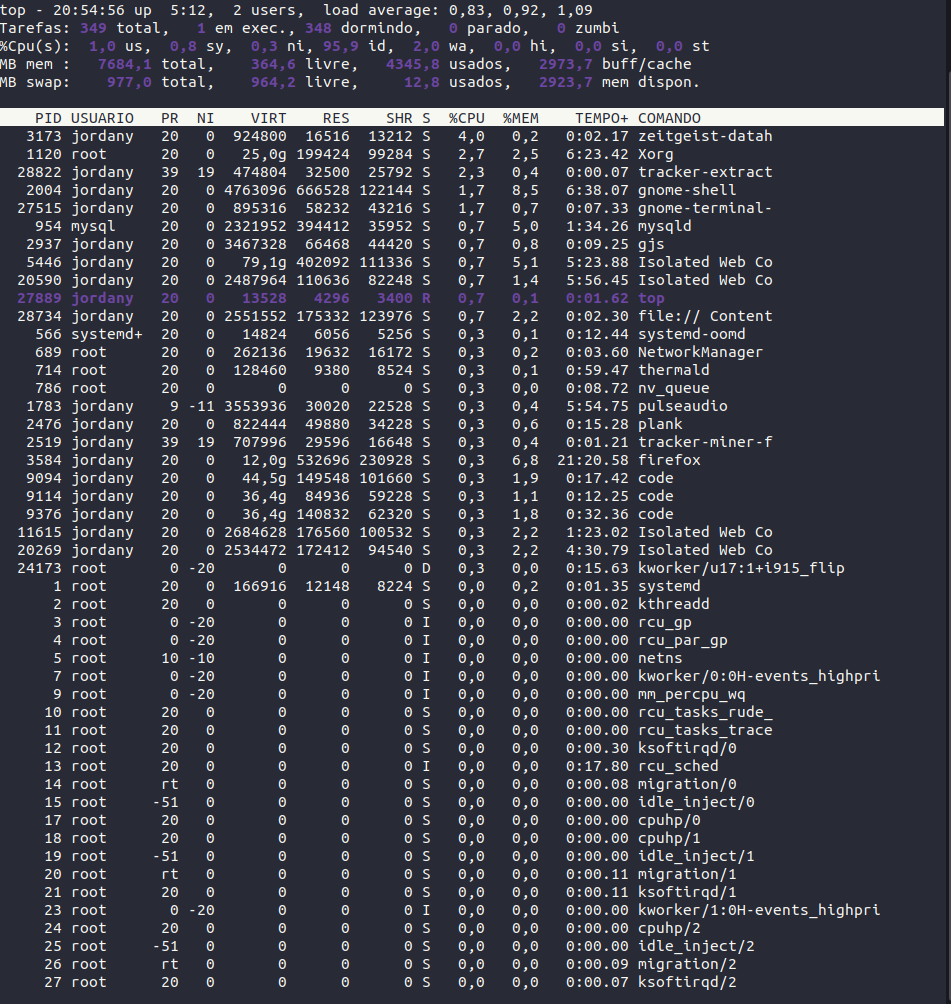 top - 20:54:56 up  5:12,  2 users,  load average: 0,83, 0,92, 1,09
Tarefas: 349 total,   1 em exec., 348 dormindo,   0 parado,   0 zumbi
%Cpu(s):  1,0 us,  0,8 sy,  0,3 ni, 95,9 id,  2,0 wa,  0,0 hi,  0,0 si,  0,0 st
MB mem :   7684,1 total,    364,6 livre,   4345,8 usados,   2973,7 buff/cache
MB swap:    977,0 total,    964,2 livre,     12,8 usados,   2923,7 mem dispon.
PID USUARIO   PR  NI    VIRT    RES    SHR S  %CPU  %MEM    TEMPO+ COMANDO
3173 jordany   20   0  924800  16516  13212 S   4,0   0,2   0:02.17 zeitgeist-datah
1120 root      20   0   25,0g 199424  99284 S   2,7   2,5   6:23.42 Xorg
28822 jordany   39  19  474804  32500  25792 S   2,3   0,4   0:00.07 tracker-extract
2004 jordany   20   0 4763096 666528 122144 S   1,7   8,5   6:38.07 gnome-shell
27515 jordany   20   0  895316  58232  43216 S   1,7   0,7   0:07.33 gnome-terminal-
954 mysql     20   0 2321952 394412  35952 S   0,7   5,0   1:34.26 mysqld
2937 jordany   20   0 3467328  66468  44420 S   0,7   0,8   0:09.25 gjs
5446 jordany   20   0   79,1g 402092 111336 S   0,7   5,1   5:23.88 Isolated Web Co
20590 jordany   20   0 2487964 110636  82248 S   0,7   1,4   5:56.45 Isolated Web Co
27889 jordany   20   0   13528   4296   3400 R   0,7   0,1   0:01.62 top
28734 jordany   20   0 2551552 175332 123976 S   0,7   2,2   0:02.30 file:// Content
566 systemd+  20   0   14824   6056   5256 S   0,3   0,1   0:12.44 systemd-oomd
689 root      20   0  262136  19632  16172 S   0,3   0,2   0:03.60 NetworkManager
714 root      20   0  128460   9380   8524 S   0,3   0,1   0:59.47 thermald
786 root      20   0       0      0      0 S   0,3   0,0   0:08.72 nv_queue
1783 jordany    9 -11 3553936  30020  22528 S   0,3   0,4   5:54.75 pulseaudio
2476 jordany   20   0  822444  49880  34228 S   0,3   0,6   0:15.28 plank
2519 jordany   39  19  707996  29596  16648 S   0,3   0,4   0:01.21 tracker-miner-f
3584 jordany   20   0   12,0g 532696 230928 S   0,3   6,8  21:20.58 firefox
9094 jordany   20   0   44,5g 149548 101660 S   0,3   1,9   0:17.42 code
9114 jordany   20   0   36,4g  84936  59228 S   0,3   1,1   0:12.25 code
9376 jordany   20   0   36,4g 140832  62320 S   0,3   1,8   0:32.36 code
11615 jordany   20   0 2684628 176560 100532 S   0,3   2,2   1:23.02 Isolated Web Co
20269 jordany   20   0 2534472 172412  94540 S   0,3   2,2   4:30.79 Isolated Web Co
24173 root       0 -20       0      0      0 D   0,3   0,0   0:15.63 kworker/u17:1+i915_flip
1 root      20   0  166916  12148   8224 S   0,0   0,2   0:01.35 systemd
2 root      20   0       0      0      0 S   0,0   0,0   0:00.02 kthreadd
3 root       0 -20       0      0      0 I   0,0   0,0   0:00.00 rcu_gp
4 root       0 -20       0      0      0 I   0,0   0,0   0:00.00 rcu_par_gp
5 root      10 -10       0      0      0 I   0,0   0,0   0:00.00 netns
7 root       0 -20       0      0      0 I   0,0   0,0   0:00.00 kworker/0:0H-events_highpri
9 root       0 -20       0      0      0 I   0,0   0,0   0:00.00 mm_percpu_wq
10 root      20   0       0      0      0 S   0,0   0,0   0:00.00 rcu_tasks_rude_
11 root      20   0       0      0      0 S   0,0   0,0   0:00.00 rcu_tasks_trace
12 root      20   0       0      0      0 S   0,0   0,0   0:00.30 ksoftirqd/0
13 root      20   0       0      0      0 I   0,0   0,0   0:17.80 rcu_sched
14 root      rt   0       0      0      0 S   0,0   0,0   0:00.08 migration/0
15 root     -51   0       0      0      0 S   0,0   0,0   0:00.00 idle_inject/0
17 root      20   0       0      0      0 S   0,0   0,0   0:00.00 cpuhp/0
18 root      20   0       0      0      0 S   0,0   0,0   0:00.00 cpuhp/1
19 root     -51   0       0      0      0 S   0,0   0,0   0:00.00 idle_inject/1
20 root      rt   0       0      0      0 S   0,0   0,0   0:00.11 migration/1
21 root      20   0       0      0      0 S   0,0   0,0   0:00.11 ksoftirqd/1
23 root       0 -20       0      0      0 I   0,0   0,0   0:00.00 kworker/1:0H-events_highpri
24 root      20   0       0      0      0 S   0,0   0,0   0:00.00 cpuhp/2
25 root     -51   0       0      0      0 S   0,0   0,0   0:00.00 idle_inject/2
26 root      rt   0       0      0      0 S   0,0   0,0   0:00.09 migration/2
27 root      20   0       0      0      0 S   0,0   0,0   0:00.07 ksoftirqd/2